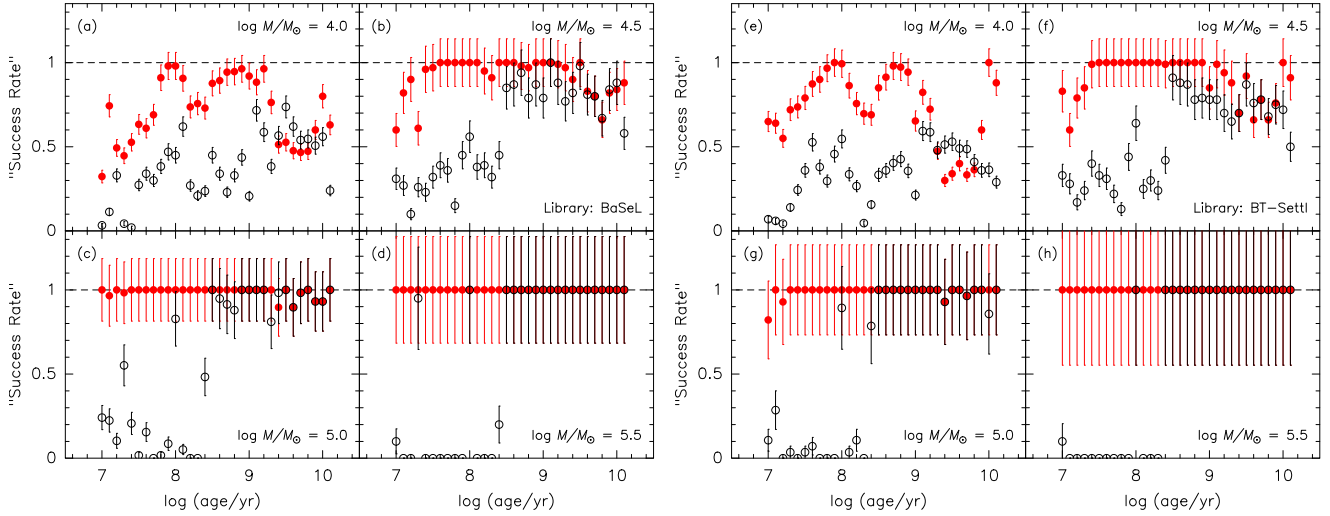 (a) log M/M⊙ = 4.0
(b) log M/M⊙ = 4.5
(e) log M/M⊙ = 4.0
(f) log M/M⊙ = 4.5
1
0.5
0
"Success Rate"
Library: BaSeL
1
0.5
0
"Success Rate"
Library: BT-Settl
(c)
(d)
(g)
(h)
1
0.5
0
"Success Rate"
log M/M⊙ = 5.0
log M/M⊙ = 5.5
1
0.5
0
"Success Rate"
log M/M⊙ = 5.0
log M/M⊙ = 5.5
7 8 9 10
7 8 9 10
7 8 9 10
7 8 9 10
log (age/yr)
log (age/yr)
log (age/yr)
log (age/yr)